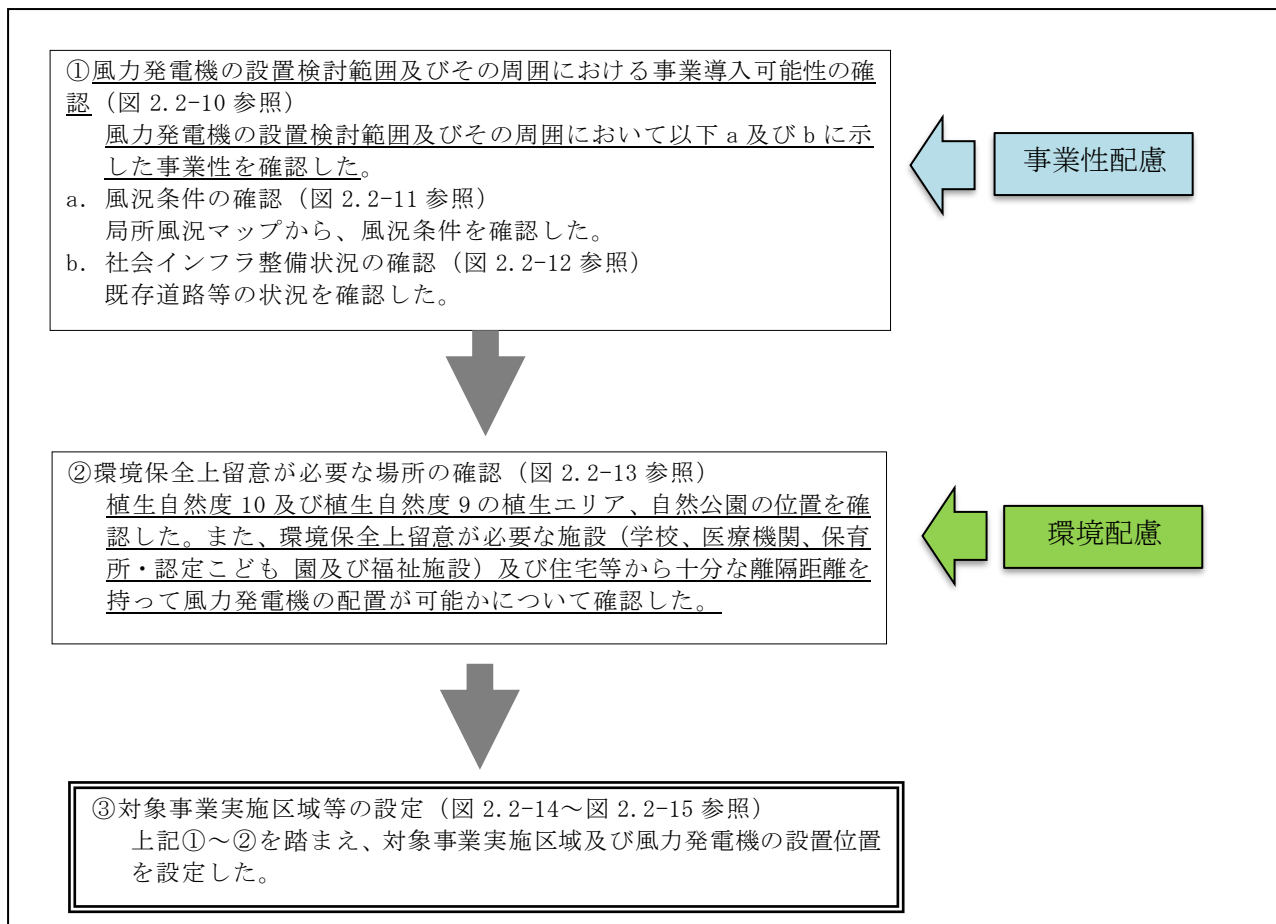 ①風力発電機の設置検討範囲及びその周囲における事業導入可能性の確
認（図 2.2-10 参照）
風力発電機の設置検討範囲及びその周囲において以下 a 及び b に示
した事業性を確認した。
a. 風況条件の確認（図 2.2-11 参照）
局所風況マップから、風況条件を確認した。
b. 社会インフラ整備状況の確認（図 2.2-12 参照）
既存道路等の状況を確認した。
事業性配慮
②環境保全上留意が必要な場所の確認（図 2.2-13 参照）
植生自然度 10 及び植生自然度 9 の植生エリア、自然公園の位置を確
認した。また、環境保全上留意が必要な施設（学校、医療機関、保育
所・認定こども 園及び福祉施設）及び住宅等から十分な離隔距離を
持って風力発電機の配置が可能かについて確認した。
環境配慮
③対象事業実施区域等の設定（図 2.2-14～図 2.2-15 参照）
上記①～②を踏まえ、対象事業実施区域及び風力発電機の設置位置
を設定した。